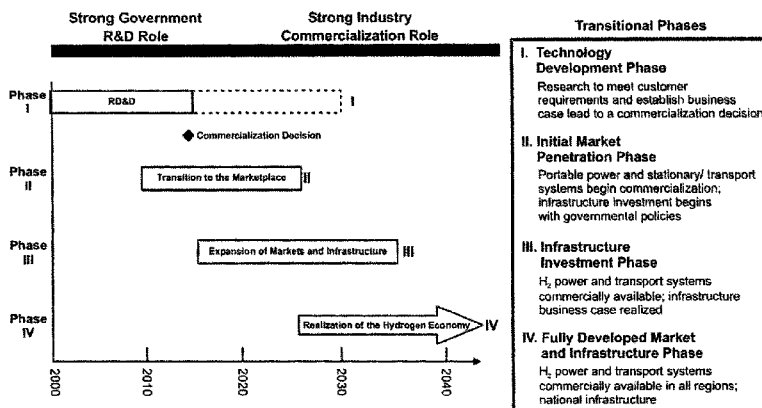 Strong Government
R&D Role
Strong Industry
Commercialization Role
Phase
I
RD&D
I
Commercialization Decision
Phase
II
Transition to the Marketplace
II
Phase
III
Expansion of Markets and Infrastructure
III
Phase
IV
Realization of the Hydrogen Economy
IV
2000
2010
2020
2030
2040
Transitional Phases
I. Technology
Development Phase
Research to meet customer
requirements and establish business
case lead to a commercialization decision
II. Initial Market
Penetration Phase
Portable power and stationary/ transport
systems begin commercialization;
infrastructure investment begins
with governmental policies
III. Infrastructure
Investment Phase
H₂ power and transport systems
commercially available; infrastructure
business case realized
IV. Fully Developed Market
and Infrastructure Phase
H₂ power and transport systems
commercially available in all regions;
national infrastructure